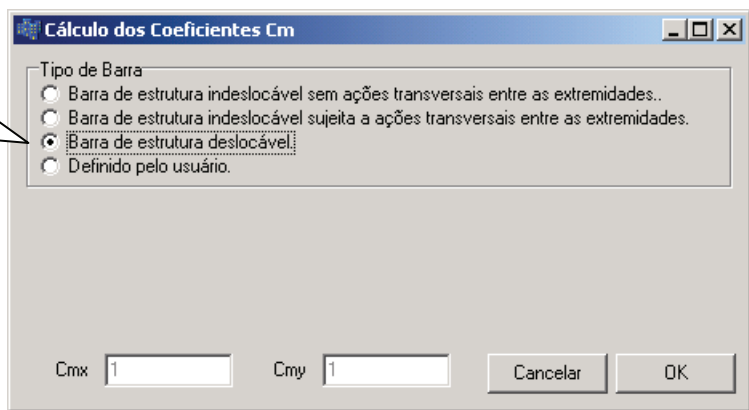 Cálculo dos Coeficientes Cm
Tipo de Barra
Barra de estrutura indeslocável sem ações transversais entre as extremidades..
Barra de estrutura indeslocável sujeita a ações transversais entre as extremidades.
Barra de estrutura deslocável.
Definido pelo usuário.
Cmx 1 Cmy 1 Cancelar OK